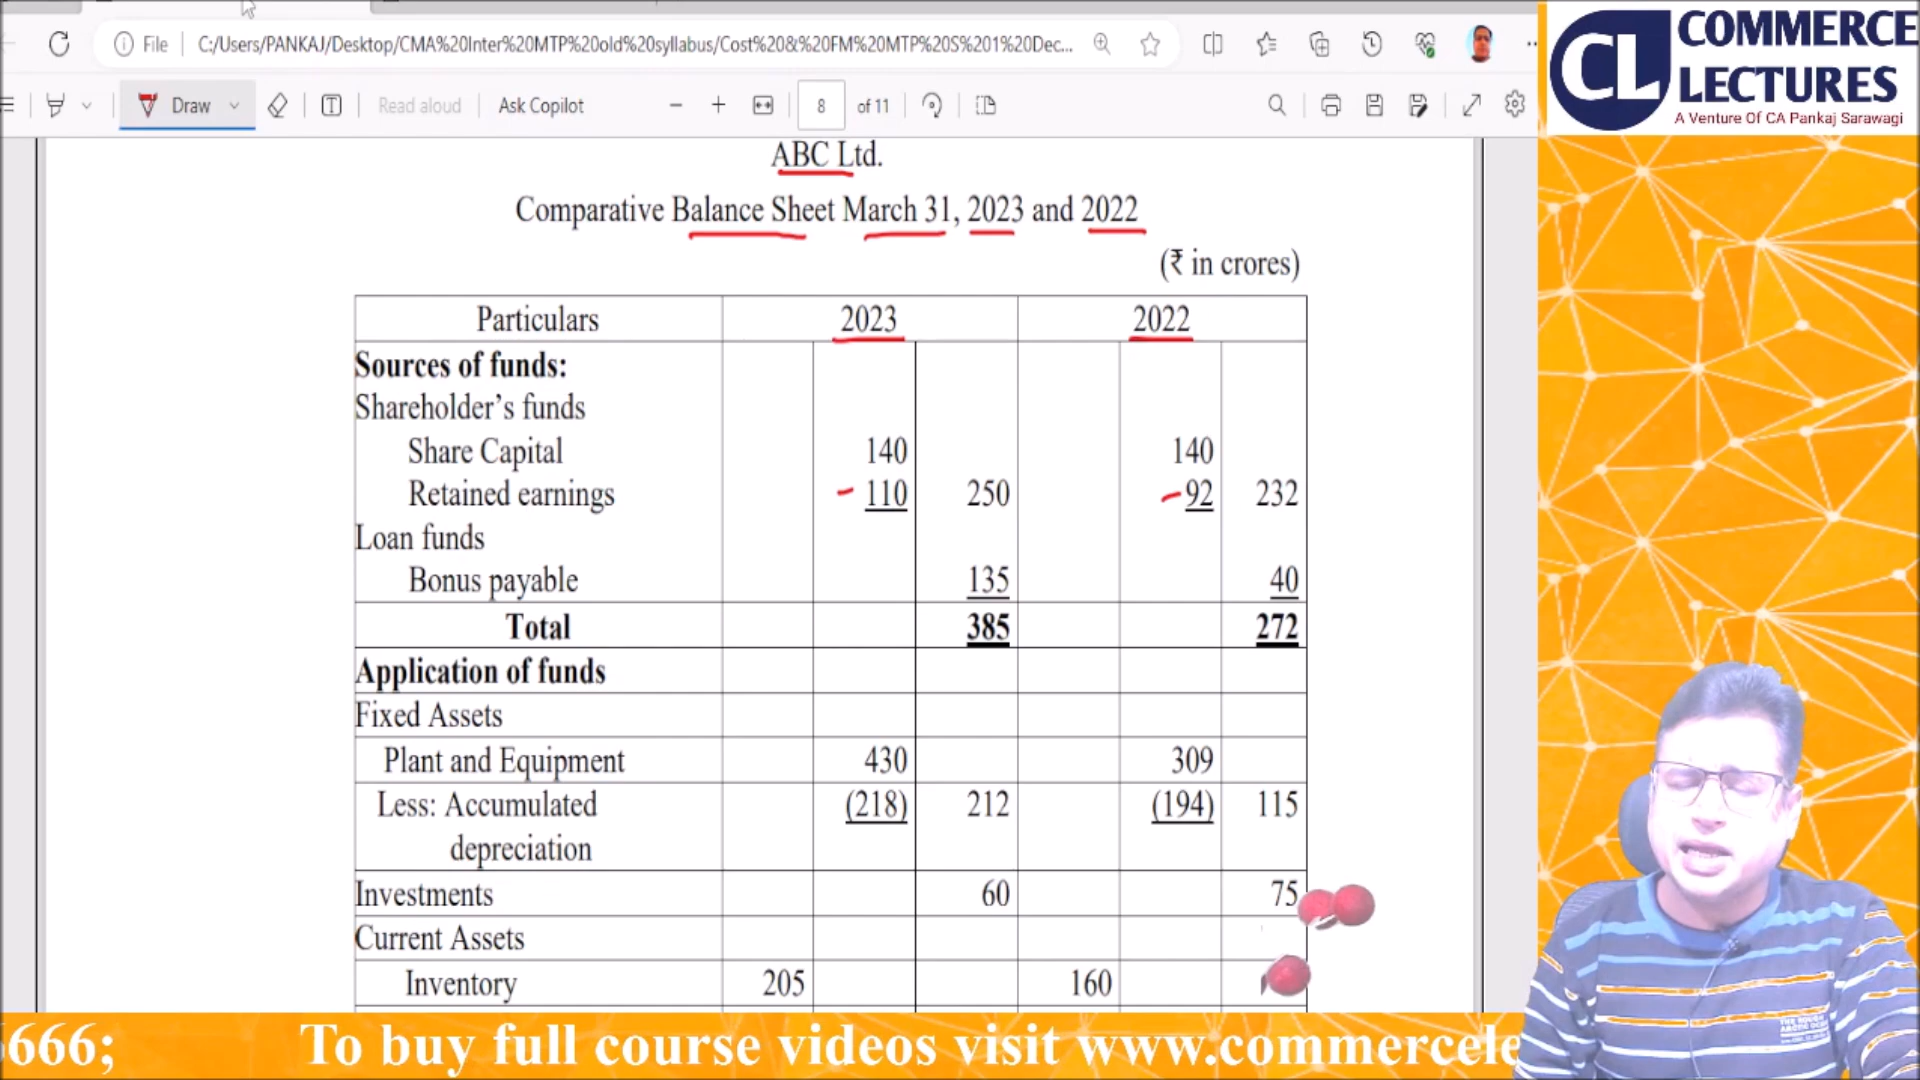 File
C:/Users/PANKAJ/Desktop/CMA%20Inter%20MTP%20old%20syllabus/Cost%20&%20FM%20MTP%20S%201%20Dec...
Draw
Read aloud
Ask Copilot
8 of 11
COMMERCE
LECTURES
A Venture Of CA Pankaj Sarawagi
CL
ABC Ltd.
Comparative Balance Sheet March 31, 2023 and 2022
(₹ in crores)
Particulars 2023 2022
Sources of funds:
Shareholder's funds
Share Capital 140 140
Retained earnings 110 250 92 232
Loan funds
Bonus payable 135 40
Total 385 272
Application of funds
Fixed Assets
Plant and Equipment 430 309
Less: Accumulated (218) 212 (194) 115
depreciation
Investments 60 75
Current Assets
Inventory 205 160
666; To buy full course videos visit www.commercele